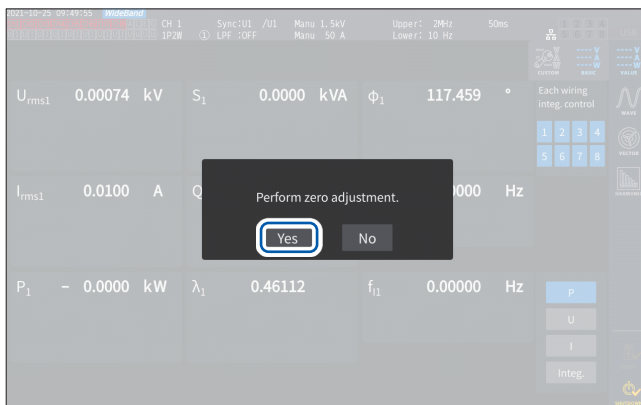 2021-10-25 09:49:55 WideBand
CH 1 Sync:U1 /U1 Manu 1.5kV Upper: 2MHz 50ms
1P2W ① LPF :OFF Manu 50 A Lower: 10 Hz
CUSTOM BASIC
Urms1 0.00074 kV S1 0.0000 kVA φ1 117.459 °
Each wiring
integ. control
WAVE
1 2 3 4
5 6 7 8
VECTOR
Irms1 0.0100 A Q 0000 Hz
Perform zero adjustment.
Yes No
P1 - 0.0000 kW λ1 0.46112 fI1 0.00000 Hz
P
U
I
Integ.